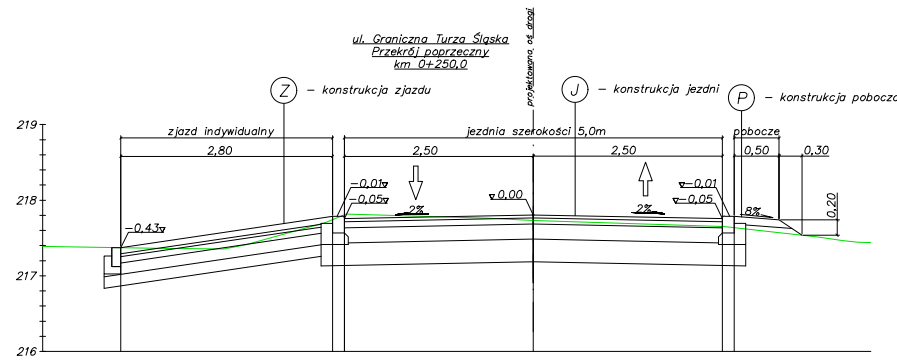 ul. Graniczna Turza Śląska
Przekrój poprzeczny
km 0+250,0
projektowana oś drogi
Z - konstrukcja zjazdu
J - konstrukcja jezdni
P - konstrukcja pobocza
219
zjazd indywidualny
jezdnia szerokości 5,0m
pobocze
2,80
2,50
2,50
0,50
0,30
218
-0,01
-0,05
2%
0,00
2%
-0,01
-0,05
8%
0,20
-0,43
217
216